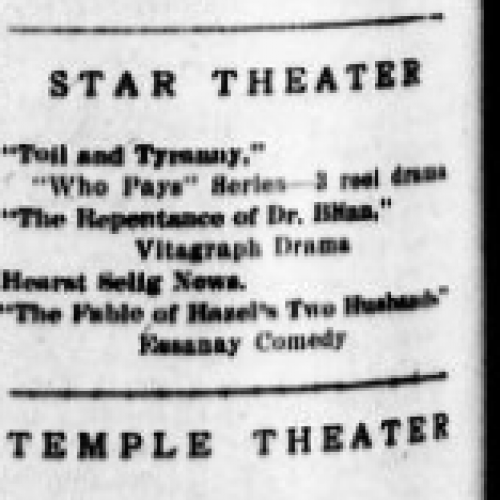 STAR THEATER
"Toil and Tyranny."
"Who Pays" Series—3 reel drama
"The Repentance of Dr.
Vitagraph Drama
Hearst Selig News.
"The Fable of Hazel's Two Husbands"
Essanay Comedy
TEMPLE THEATER